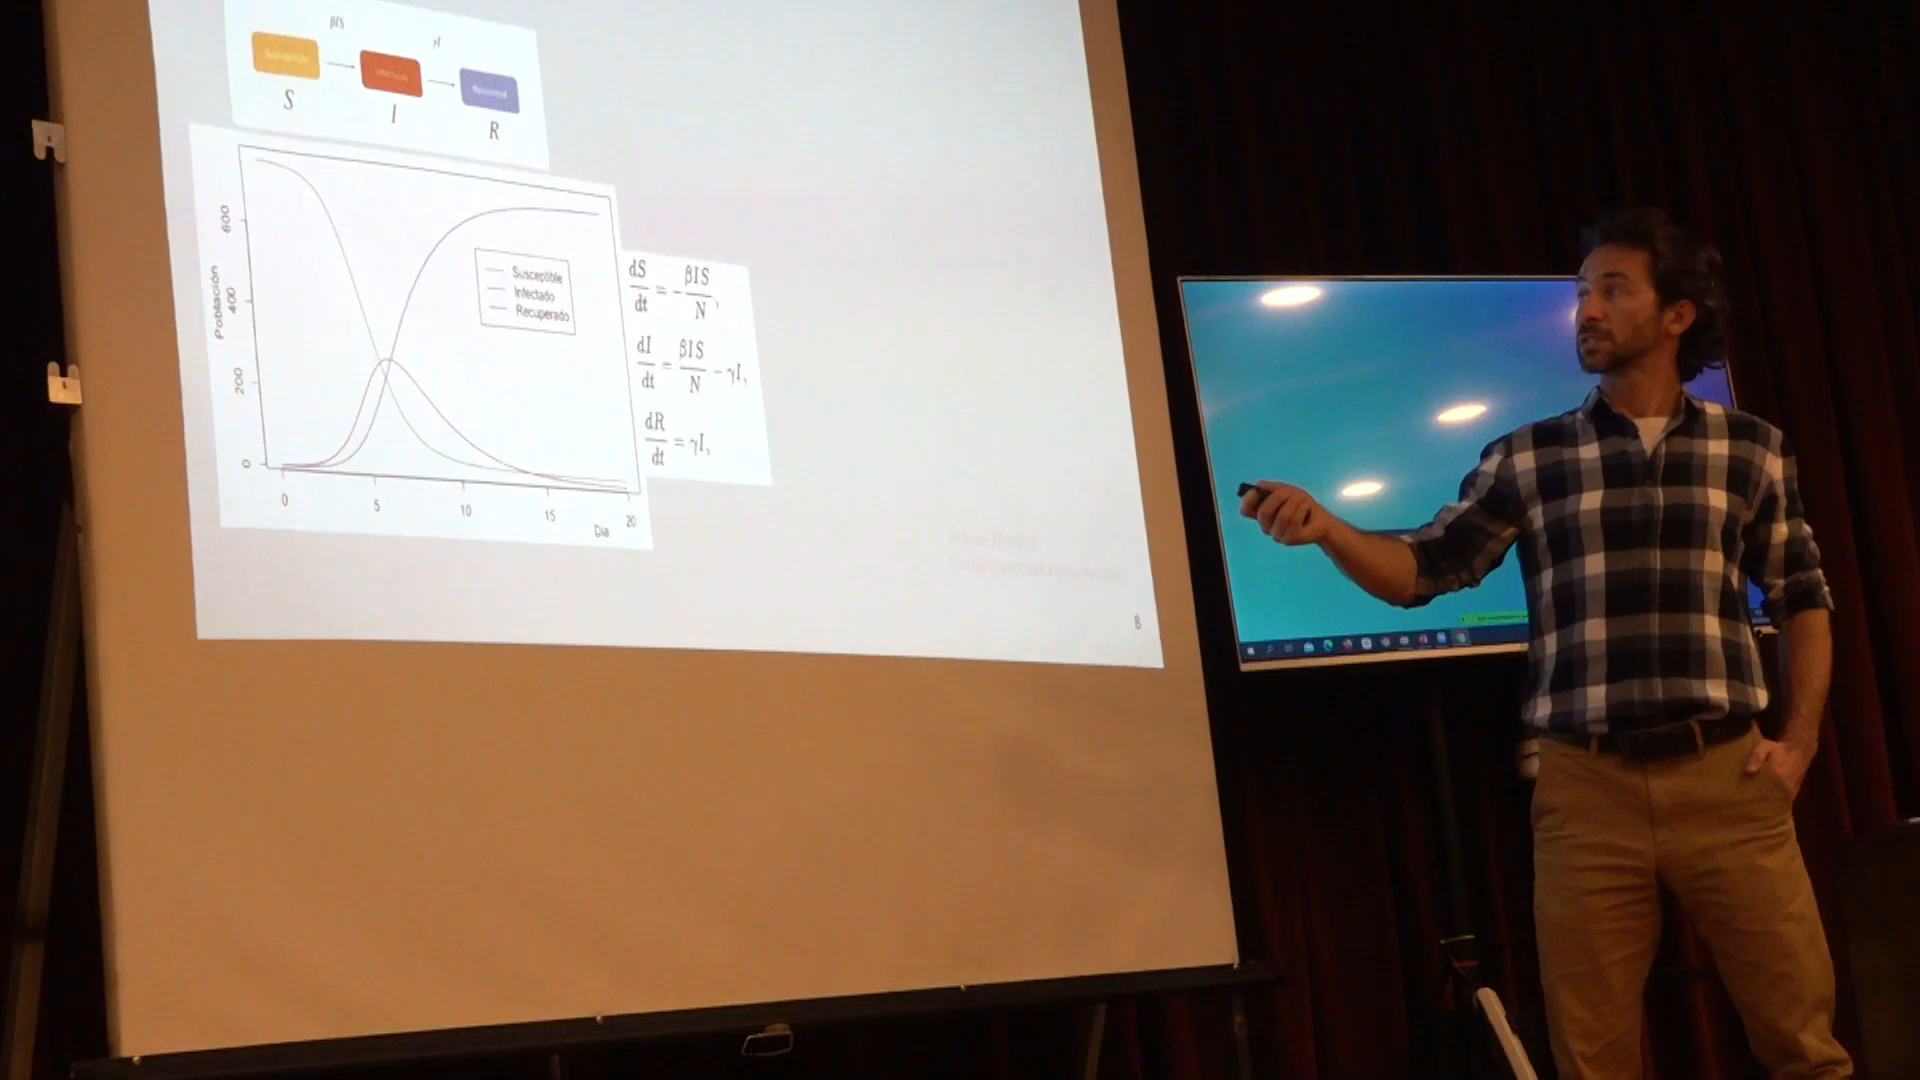 βIS
γI
S
I
R
Población
600
400
200
0
Susceptible
Infectado
Recuperado
0 5 10 15 20
Dia
dS/dt = -βIS/N,
dI/dt = βIS/N - γI,
dR/dt = γI,
8